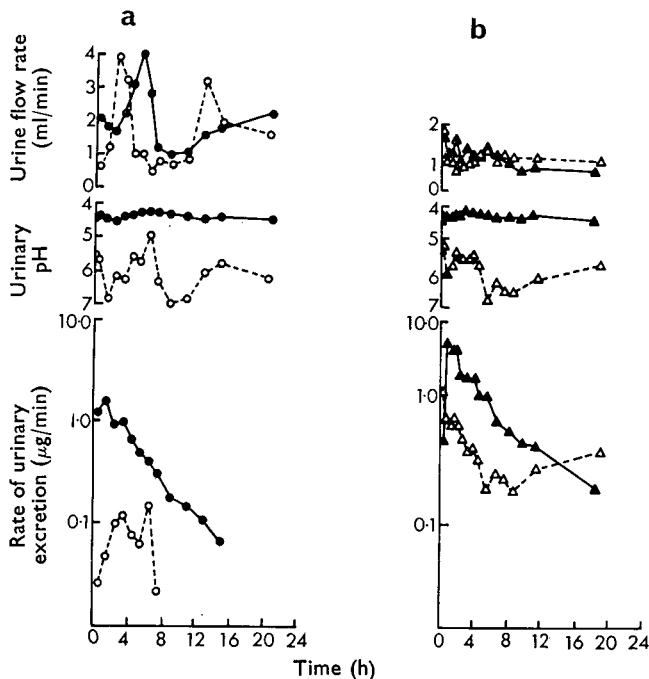 a
b
Urine flow rate
(ml/min)
4
3
2
1
0
2
1
0
Urinary
pH
4
5
6
7
4
5
6
7
Rate of urinary
excretion (µg/min)
10·0
1·0
0·1
10·0
1·0
0·1
0 4 8 12 16 20 24
0 4 8 12 16 20 24
Time (h)